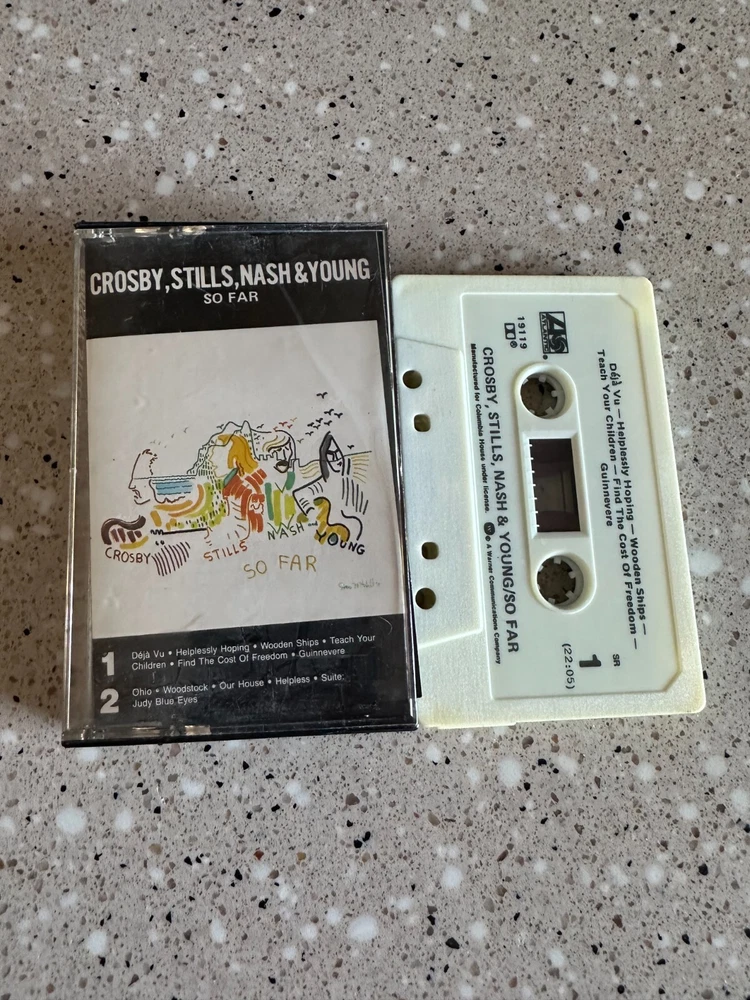 CROSBY, STILLS, NASH & YOUNG
SO FAR
CROSBY
STILLS
NASH
YOUNG
SO FAR
1
Déjà Vu • Helplessly Hoping • Wooden Ships • Teach Your
Children • Find The Cost Of Freedom • Guinnevere
2
Ohio • Woodstock • Our House • Helpless • Suite:
Judy Blue Eyes
Déjà Vu — Helplessly Hoping — Wooden Ships —
Teach Your Children — Find The Cost Of Freedom —
Guinnevere
ATLANTIC
19119
SR
1
(22:05)
CROSBY, STILLS, NASH & YOUNG/SO FAR
Manufactured for Columbia House under license. A Warner Communications Company